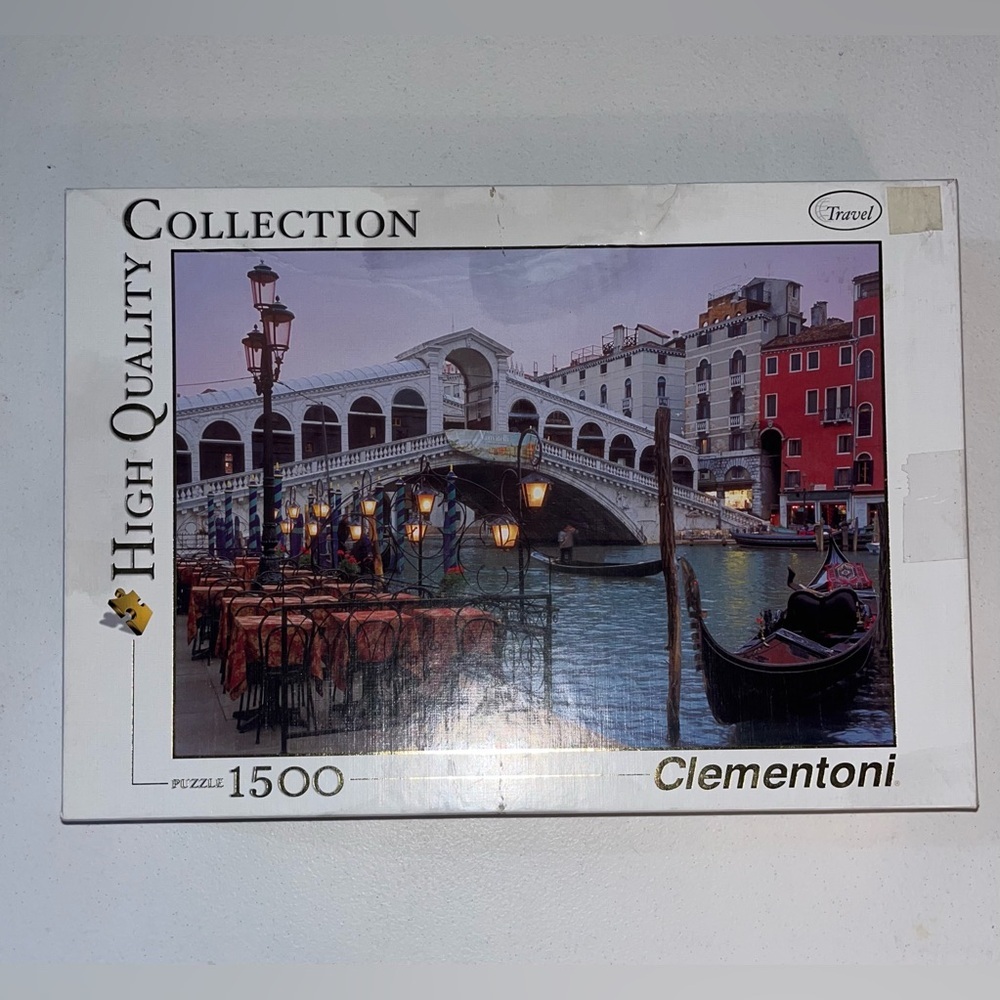 COLLECTION
HIGH QUALITY
Travel
PUZZLE 1500
Clementoni